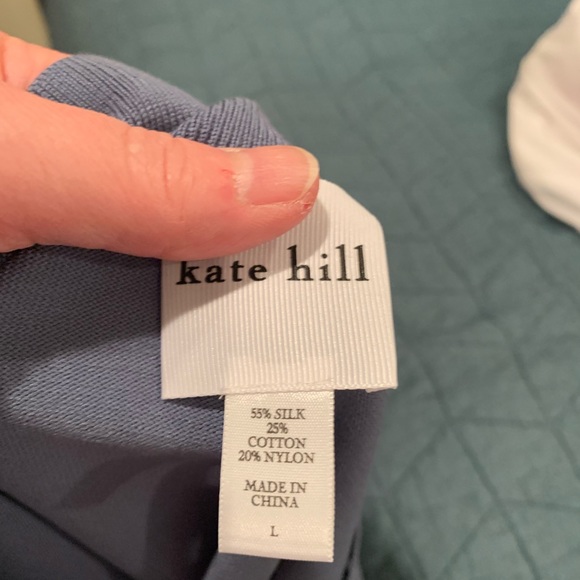 kate hill
55% SILK
25%
COTTON
20% NYLON
MADE IN
CHINA
L